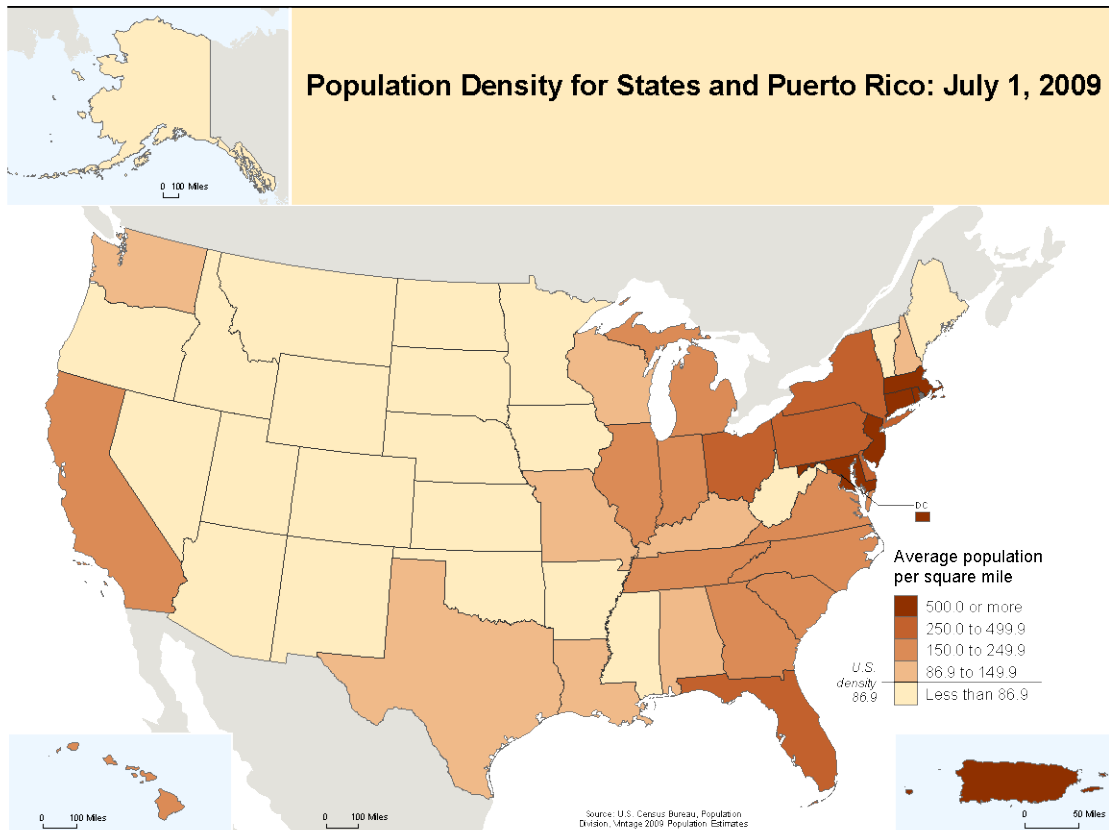 Population Density for States and Puerto Rico: July 1, 2009
0 100 Miles
DC
Average population
per square mile
500.0 or more
250.0 to 499.9
150.0 to 249.9
86.9 to 149.9
Less than 86.9
U.S.
density
86.9
0 100 Miles
0 100 Miles
Source: U.S. Census Bureau, Population
Division, Vintage 2009 Population Estimates
0 50 Miles